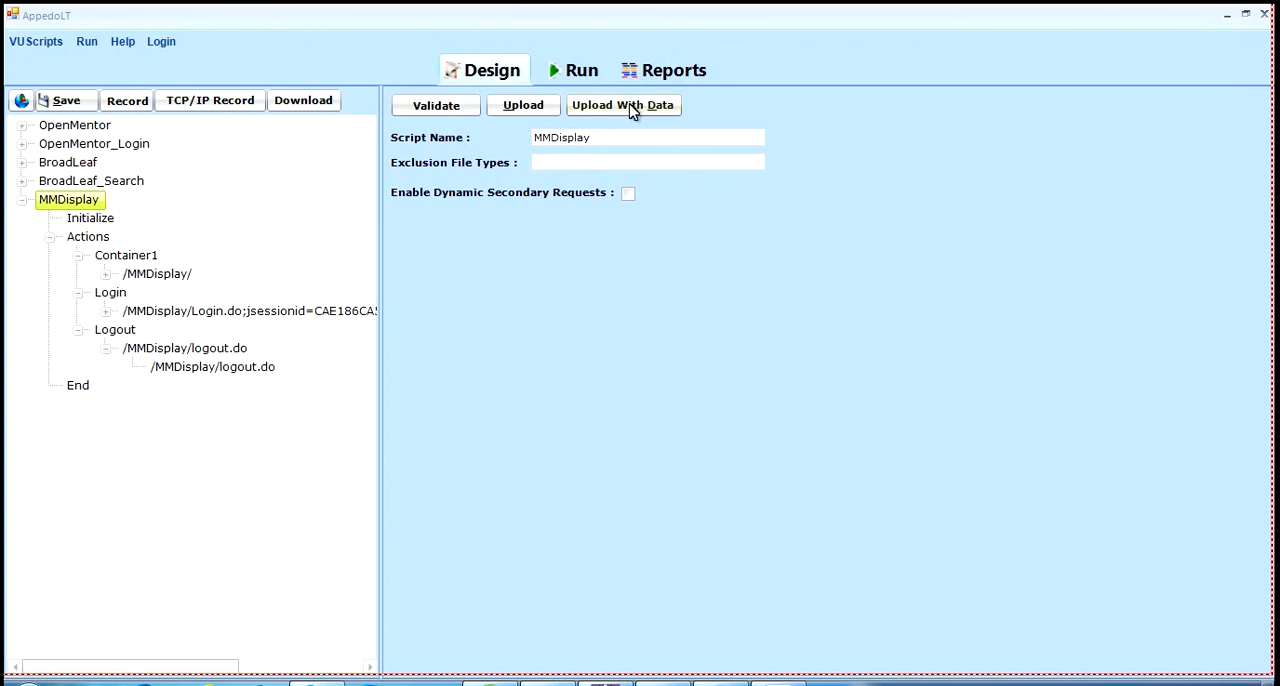 AppedoLT
VUScripts Run Help Login
Design Run Reports
Save Record TCP/IP Record Download
Validate Upload Upload With Data
OpenMentor
OpenMentor_Login
BroadLeaf
BroadLeaf_Search
MMDisplay
Initialize
Actions
Container1
/MMDisplay/
Login
/MMDisplay/Login.do;jsessionid=CAE186CA
Logout
/MMDisplay/logout.do
/MMDisplay/logout.do
End
Script Name : MMDisplay
Exclusion File Types :
Enable Dynamic Secondary Requests :